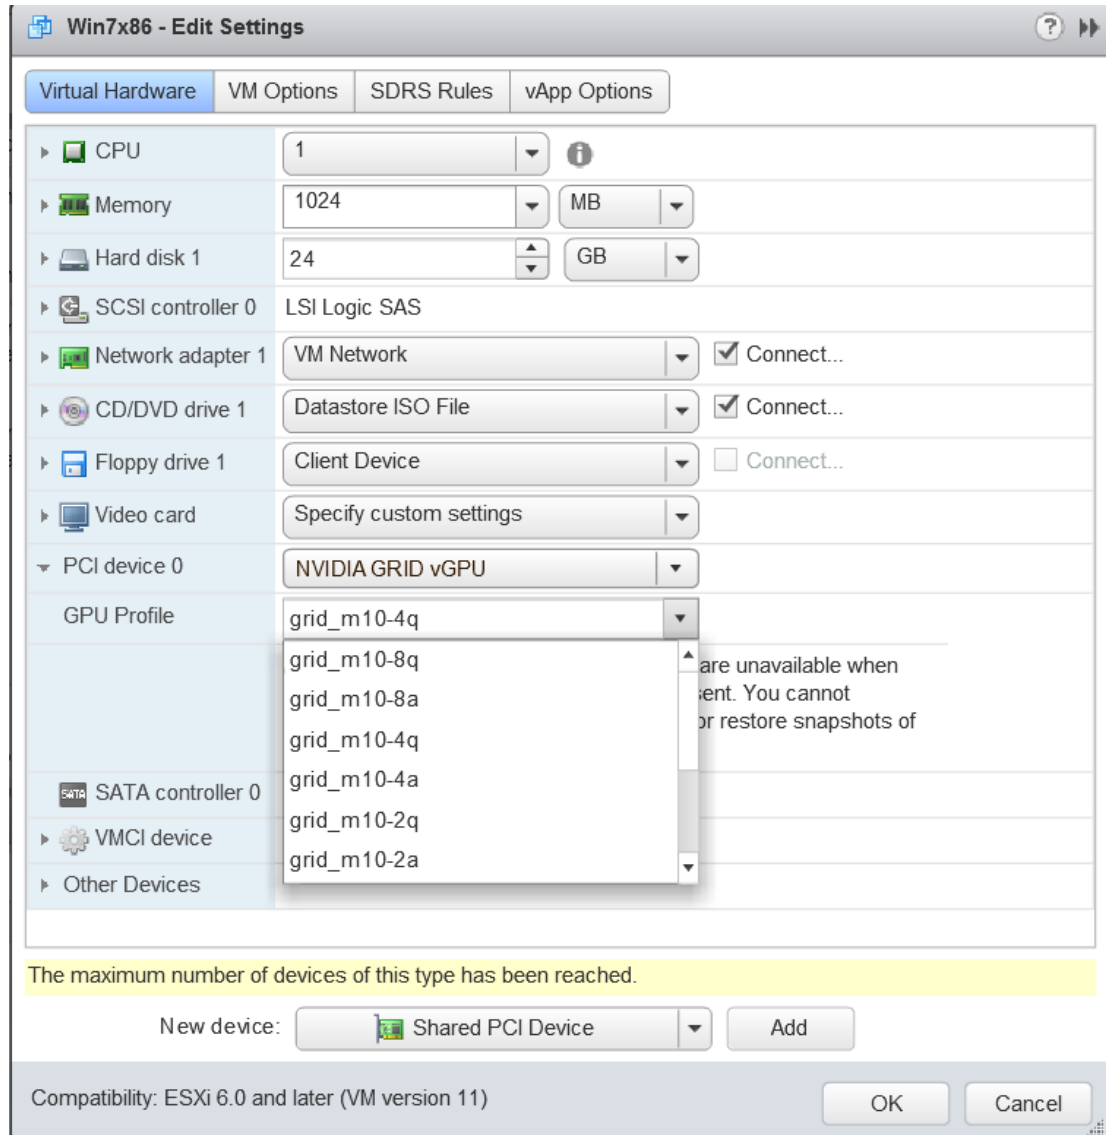 Win7x86 - Edit Settings
Virtual Hardware VM Options SDRS Rules vApp Options
CPU 1
Memory 1024 MB
Hard disk 1 24 GB
SCSI controller 0 LSI Logic SAS
Network adapter 1 VM Network Connect...
CD/DVD drive 1 Datastore ISO File Connect...
Floppy drive 1 Client Device Connect...
Video card Specify custom settings
PCI device 0 NVIDIA GRID vGPU
GPU Profile grid_m10-4q
grid_m10-8q
are unavailable when
grid_m10-8a
You cannot
grid_m10-4q
or restore snapshots of
grid_m10-4a
SATA SATA controller 0
grid_m10-2q
VMCI device
grid_m10-2a
Other Devices
The maximum number of devices of this type has been reached.
New device: Shared PCI Device Add
Compatibility: ESXi 6.0 and later (VM version 11) OK Cancel